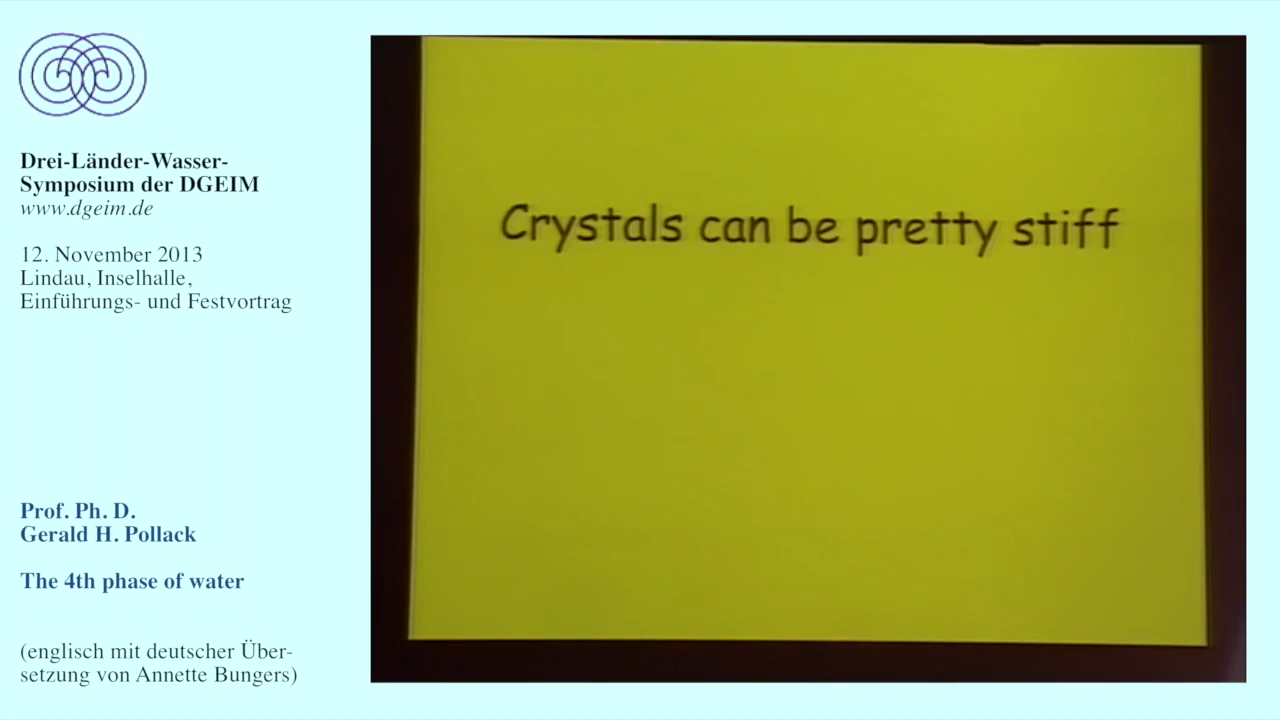 Drei-Länder-Wasser-
Symposium der DGEIM
www.dgeim.de
12. November 2013
Lindau, Inselhalle,
Einführungs- und Festvortrag
Prof. Ph. D.
Gerald H. Pollack
The 4th phase of water
(englisch mit deutscher Über-
setzung von Annette Bungers)
Crystals can be pretty stiff